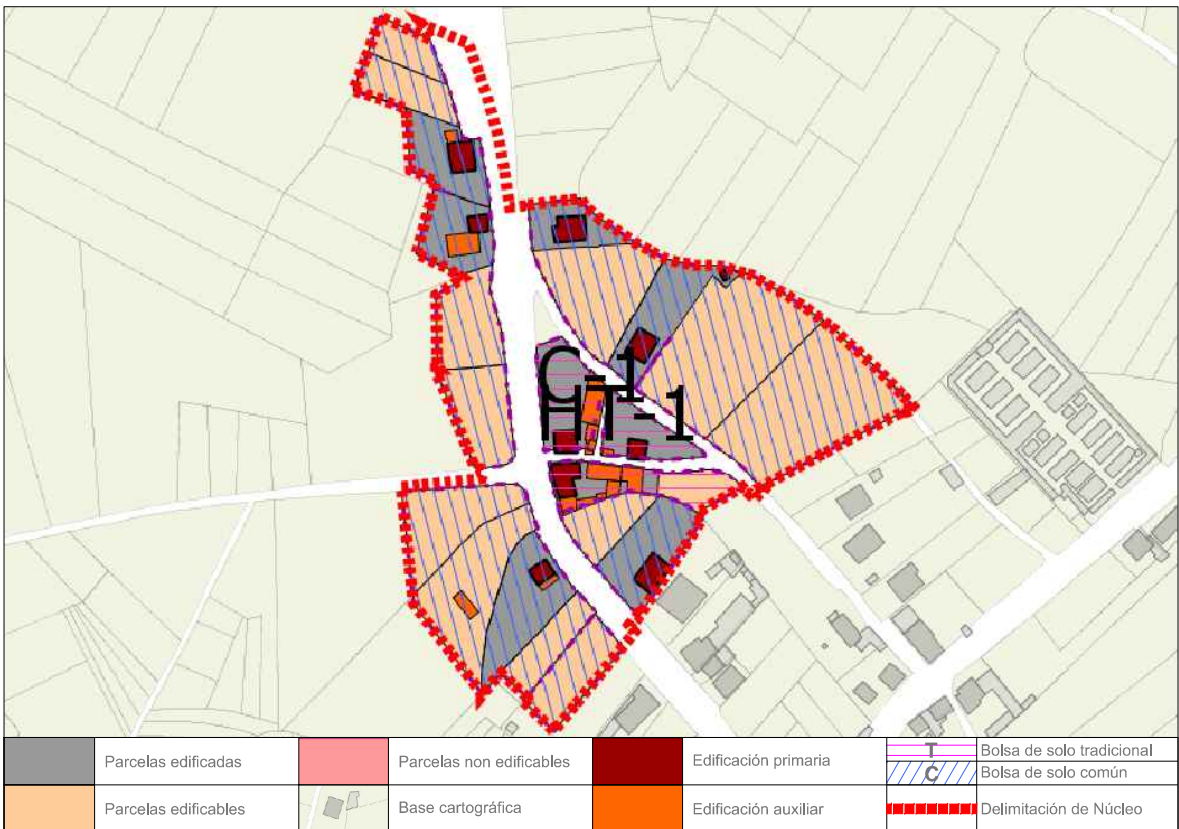 C-1
HT-1
Parcelas edificadas
Parcelas non edificables
Edificación primaria
T
Bolsa de solo tradicional
C
Bolsa de solo común
Parcelas edificables
Base cartográfica
Edificación auxiliar
Delimitación de Núcleo